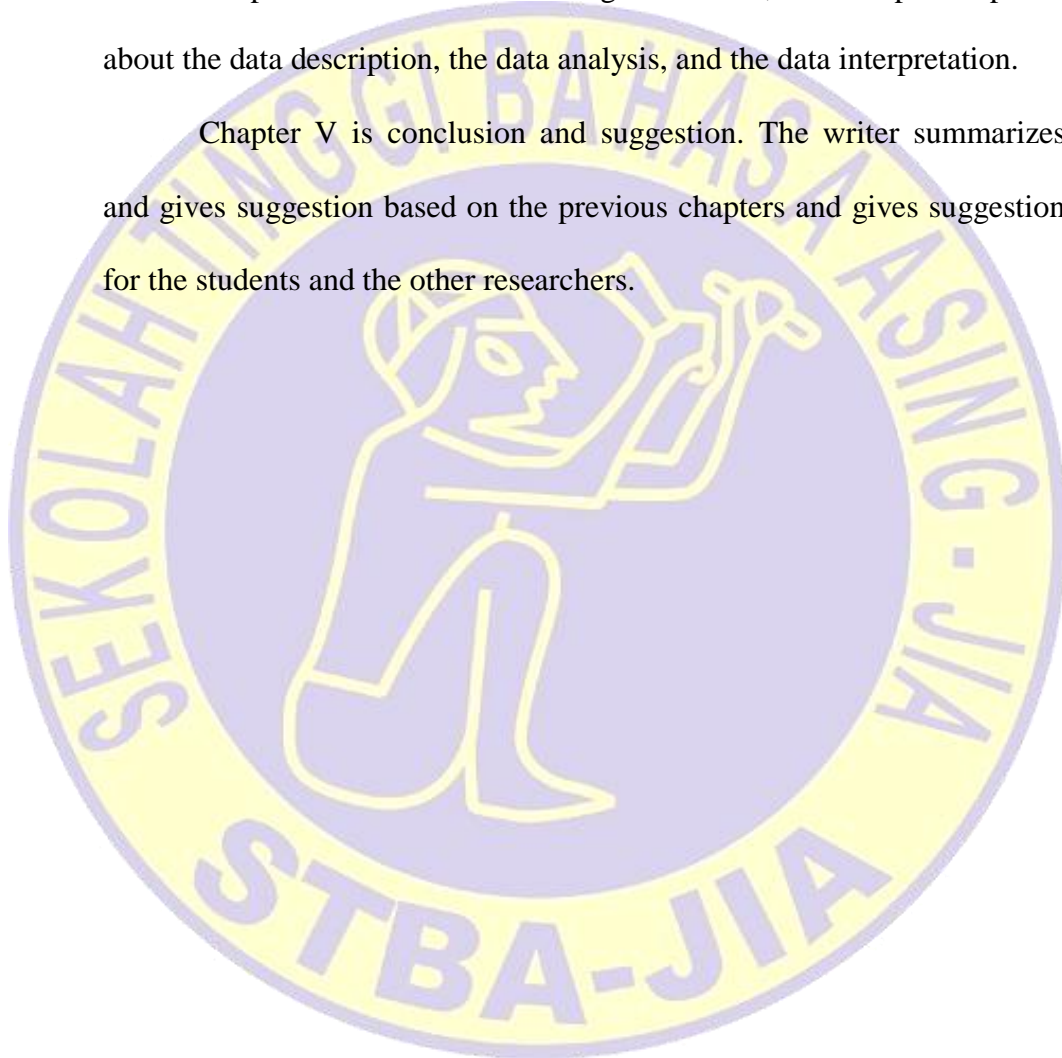 about the data description, the data analysis, and the data interpretation.
Chapter V is conclusion and suggestion. The writer summarizes
and gives suggestion based on the previous chapters and gives suggestion
for the students and the other researchers.
SEKOLAH TINGGI BAHASA ASING - JIA
STBA-JIA